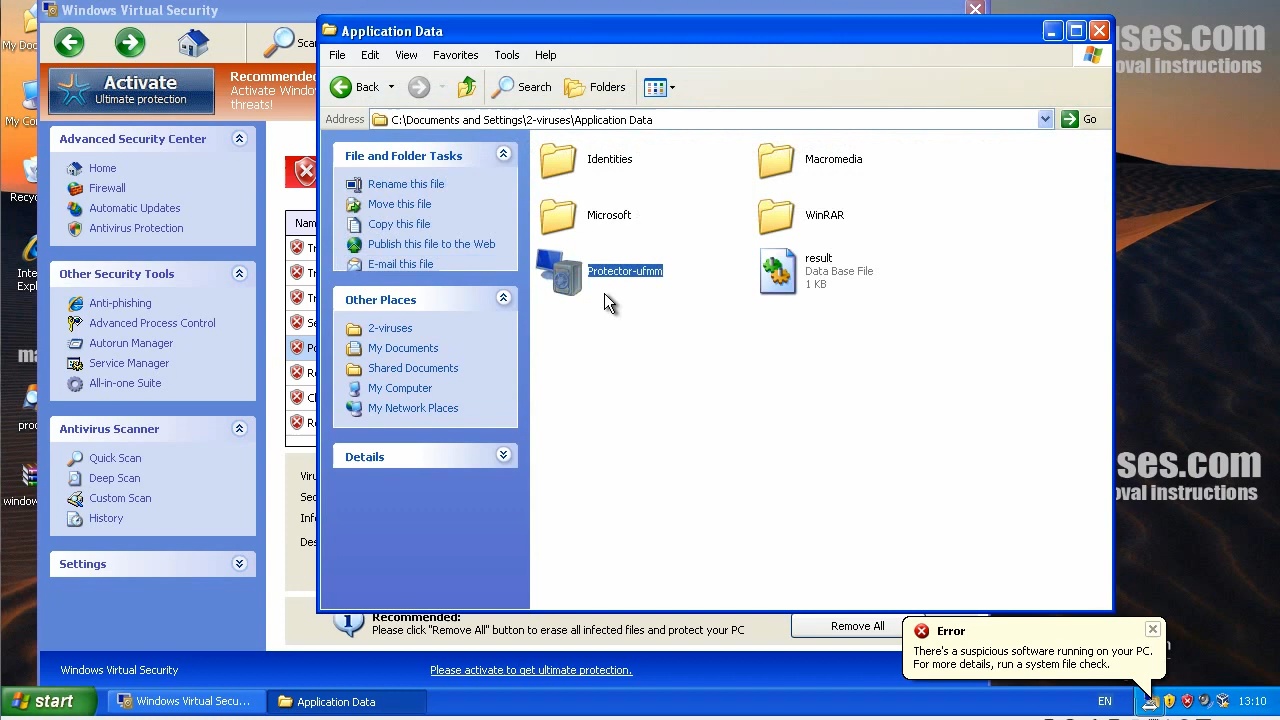 Windows Virtual Security
Activate
Ultimate protection
Recommended
Activate Windo
threats!
Advanced Security Center
Home
Firewall
Automatic Updates
Antivirus Protection
Other Security Tools
Anti-phishing
Advanced Process Control
Autorun Manager
Service Manager
All-in-one Suite
Antivirus Scanner
Quick Scan
Deep Scan
Custom Scan
History
Settings
Application Data
File Edit View Favorites Tools Help
Back
Search
Folders
Address
C:\Documents and Settings\2-viruses\Application Data
Go
File and Folder Tasks
Rename this file
Move this file
Copy this file
Publish this file to the Web
E-mail this file
Other Places
2-viruses
My Documents
Shared Documents
My Computer
My Network Places
Details
Identities
Macromedia
Microsoft
WinRAR
Protector-ufmm
result
Data Base File
1 KB
Recommended:
Please click "Remove All" button to erase all infected files and protect your PC
Remove All
Windows Virtual Security
Please activate to get ultimate protection.
Error
There's a suspicious software running on your PC.
For more details, run a system file check.
uses.com
oval instructions
uses.com
oval instructions
start
Windows Virtual Secu...
Application Data
EN
13:10